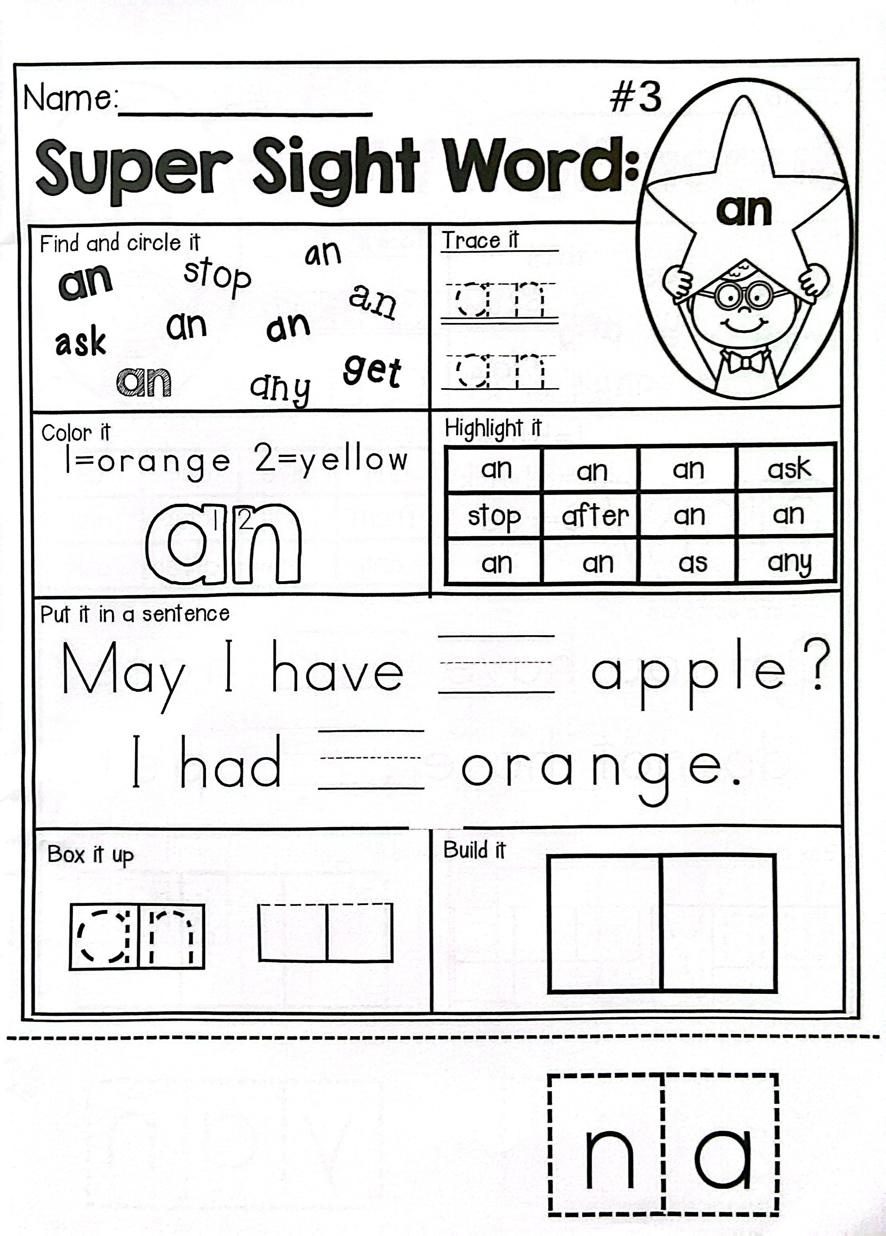 Name:
#3
Super Sight Word:
an
Find and circle it
an
stop
an
an
ask
an
an
an
any
get
Trace it
an
an
Color it
1=orange 2=yellow
an
1 2
Highlight it
an an an ask
stop after an an
an an as any
Put it in a sentence
May I have apple?
I had orange.
Box it up
an
Build it
n a